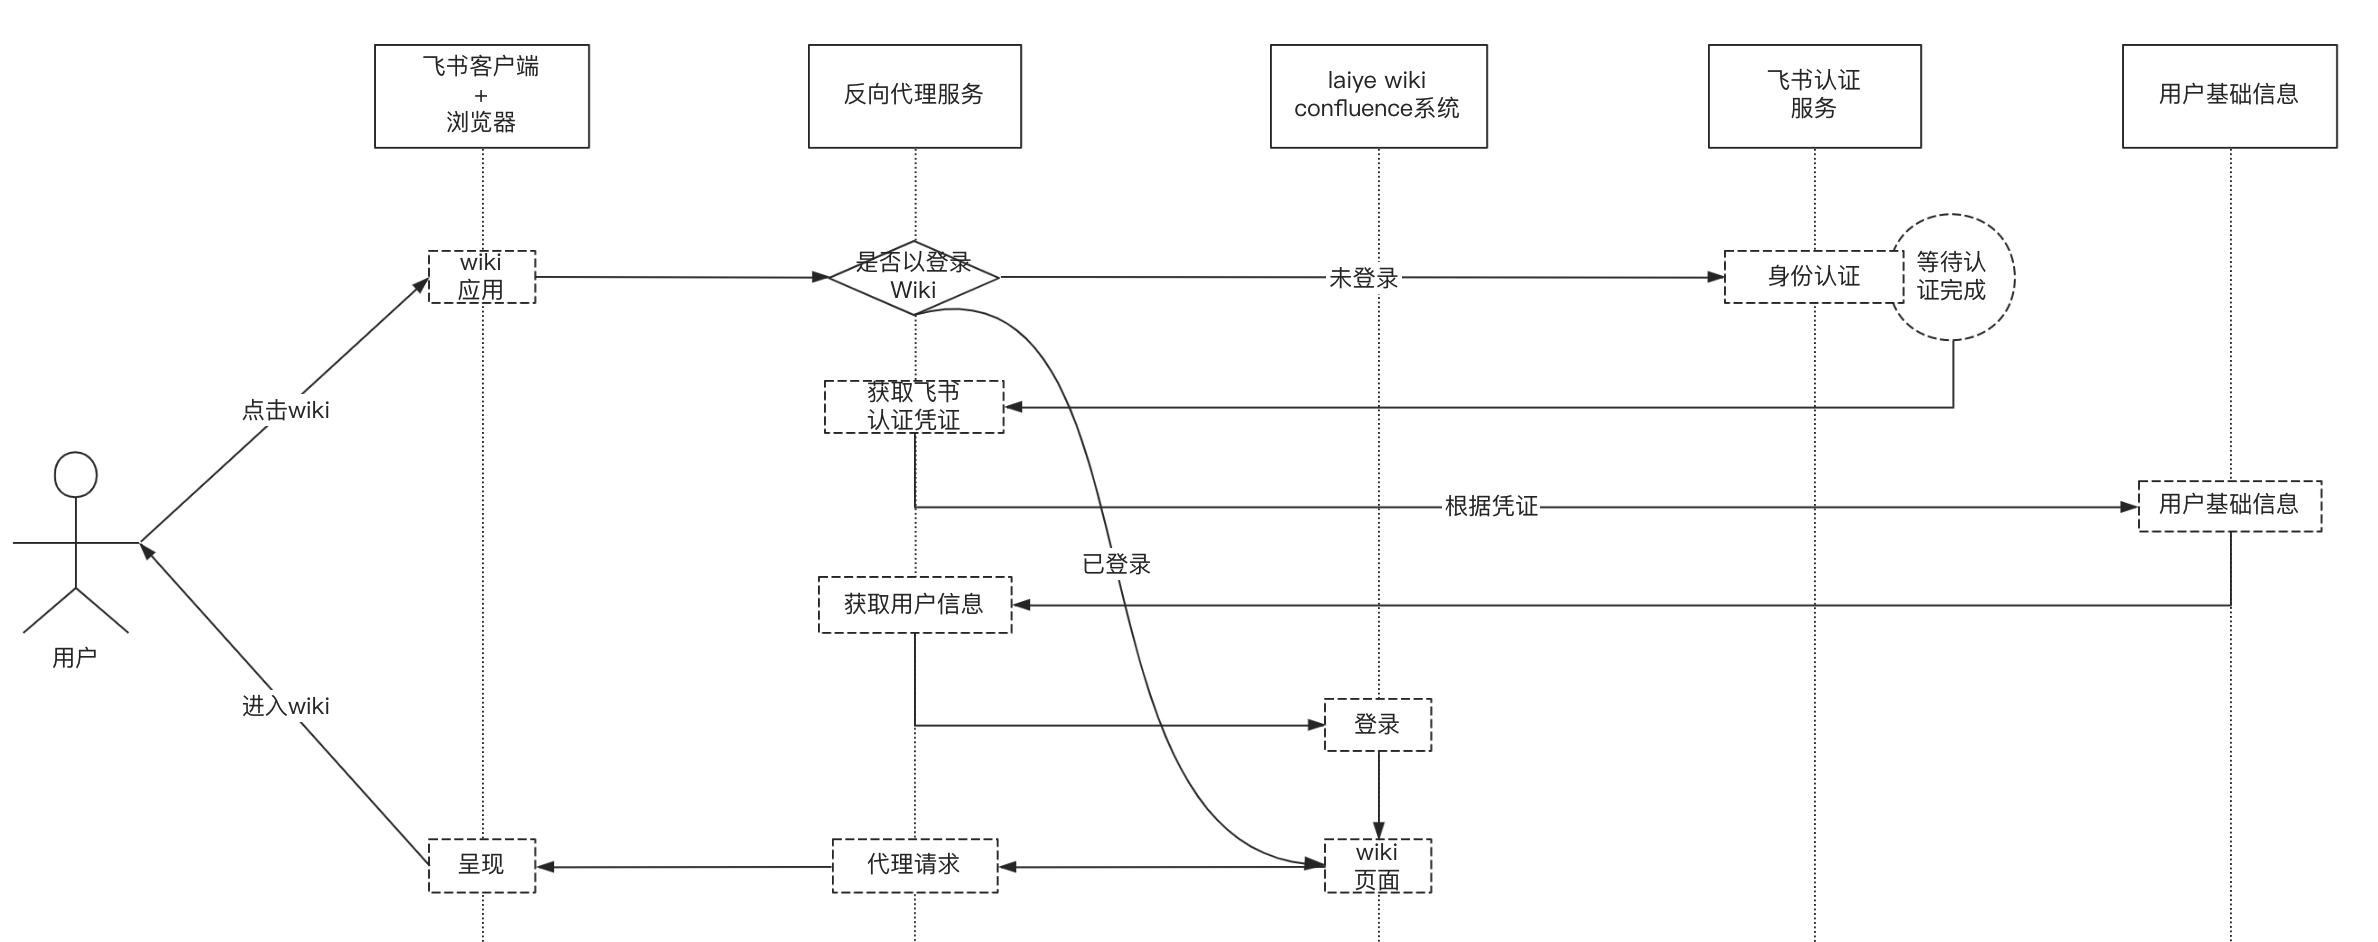 飞书客户端
+
浏览器
反向代理服务
laiye wiki
confluence系统
飞书认证
服务
用户基础信息
wiki
应用
是否以登录
Wiki
未登录
身份认证
等待认
证完成
获取飞书
认证凭证
点击wiki
根据凭证
用户基础信息
已登录
获取用户信息
用户
进入wiki
登录
呈现
代理请求
wiki
页面